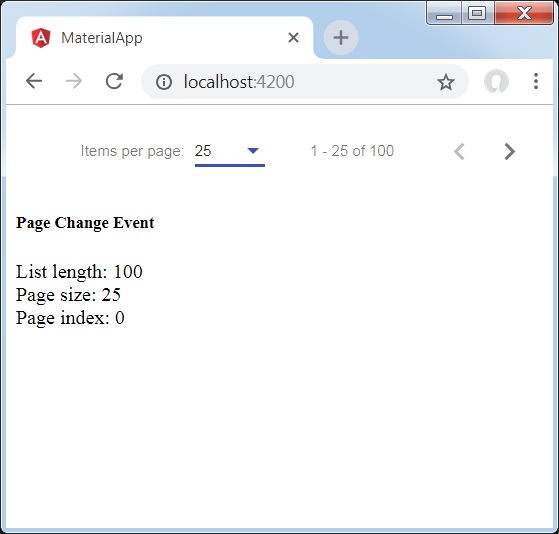 MaterialApp
localhost:4200
Items per page: 25 1 - 25 of 100
Page Change Event
List length: 100
Page size: 25
Page index: 0